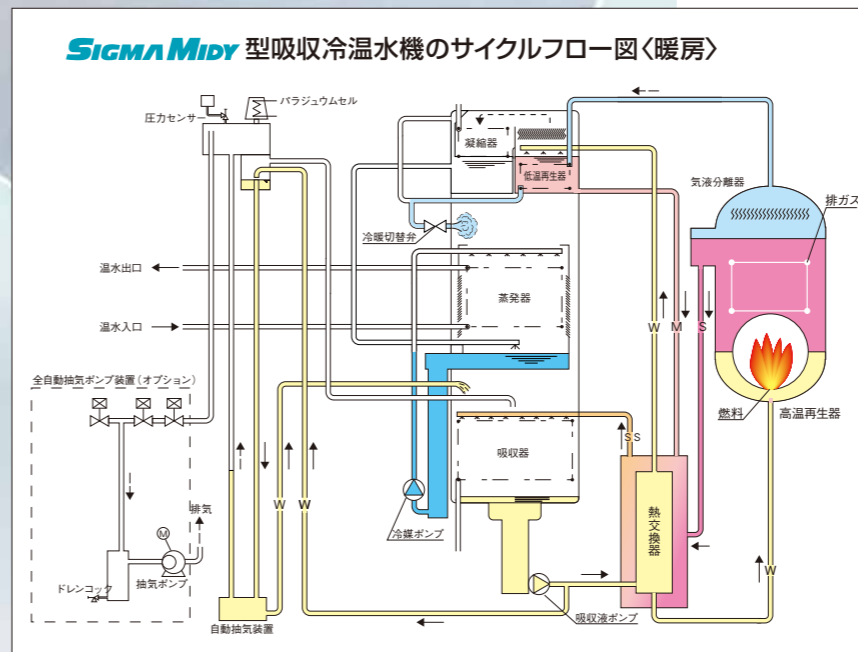 SIGMA MIDY 型吸収冷温水機のサイクルフロー図〈暖房〉
圧力センサー
パラジュウムセル
凝縮器
低温再生器
気液分離器
排ガス
冷暖切替弁
温水出口
蒸発器
温水入口
W
M
S
全自動抽気ポンプ装置(オプション)
燃料
高温再生器
SS
吸収器
W
W
熱交換器
排気
M
冷媒ポンプ
W
ドレンコック
抽気ポンプ
吸収液ポンプ
自動抽気装置